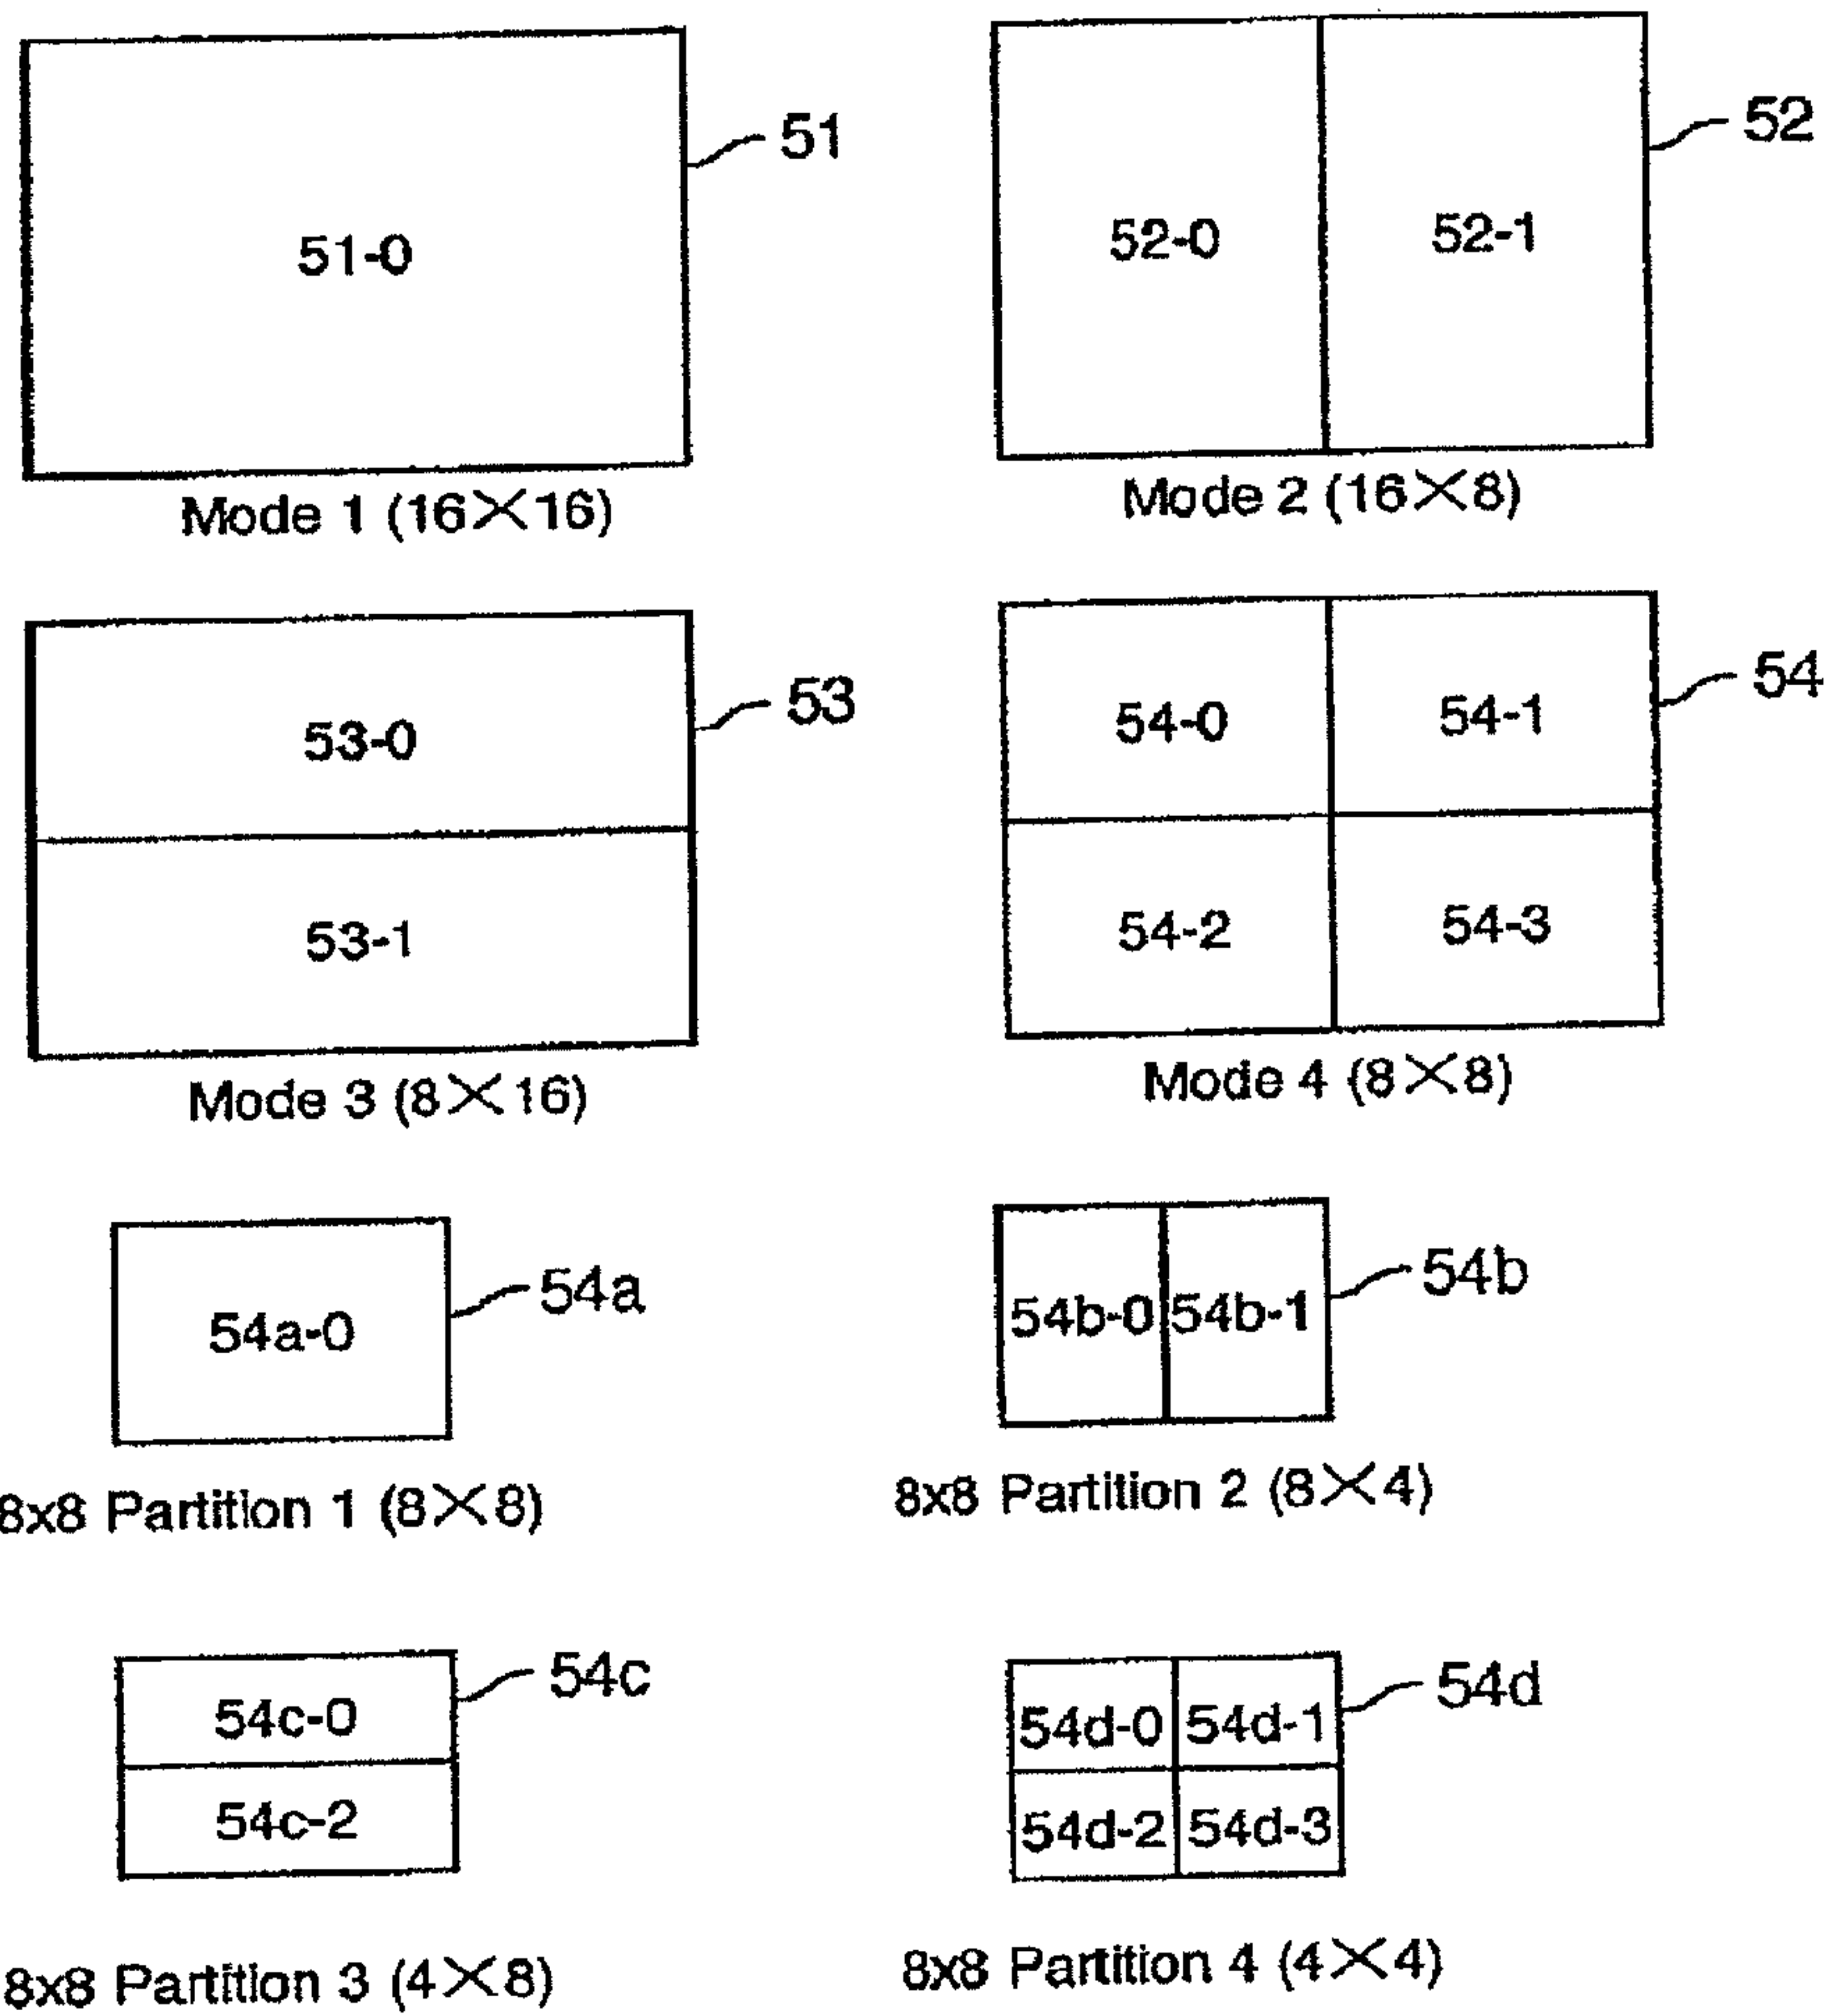 51
51-0
Mode 1 (16×16)
52
52-0 52-1
Mode 2 (16×8)
53
53-0
53-1
Mode 3 (8×16)
54
54-0 54-1
54-2 54-3
Mode 4 (8×8)
54a
54a-0
8x8 Partition 1 (8×8)
54b
54b-0 54b-1
8x8 Partition 2 (8×4)
54c
54c-0
54c-2
8x8 Partition 3 (4×8)
54d
54d-0 54d-1
54d-2 54d-3
8x8 Partition 4 (4×4)